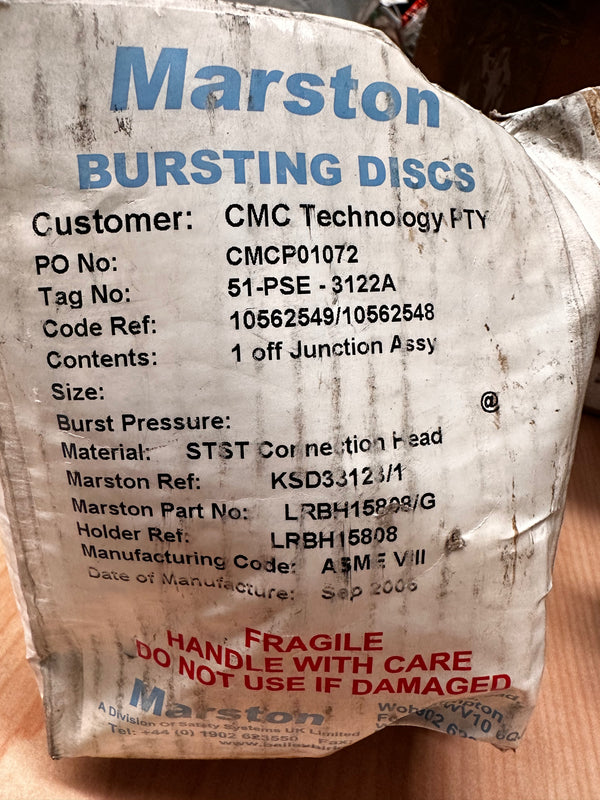 Marston
BURSTING DISCS
Customer: CMC Technology PTY
PO No: CMCP01072
Tag No: 51-PSE - 3122A
Code Ref: 10562549/10562548
Contents: 1 off Junction Assy
Size: @
Burst Pressure:
Material: STST Connection Head
Marston Ref:
Marston Part No: LRBH15808/G
Holder Ref: LRBH15808
Manufacturing Code: ASME VIII
Date of Manufacture: Sep
FRAGILE
HANDLE WITH CARE
DO NOT USE IF DAMAGED
Marston
A Division Of Safety Systems UK Limited
WV10
Tel: +44 (0) 1902 623550